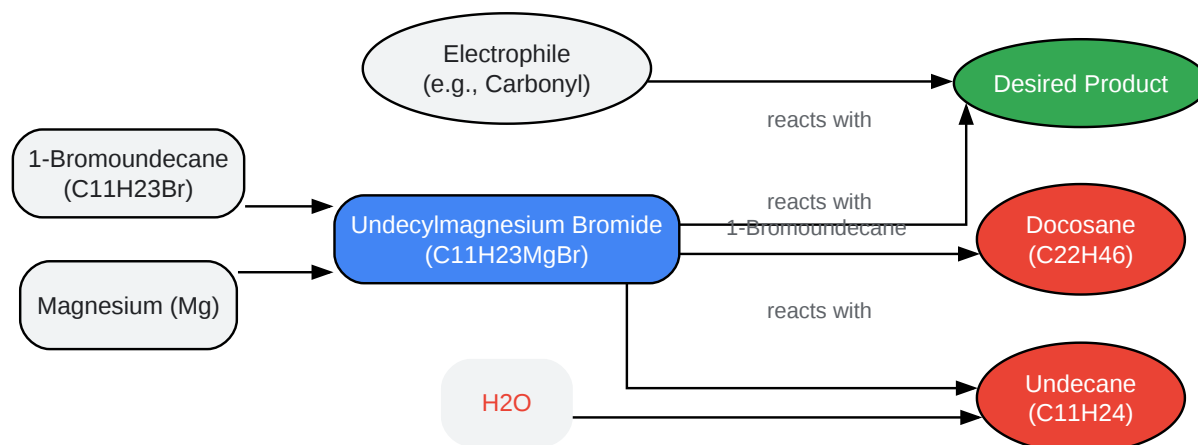 Electrophile
(e.g., Carbonyl)
Desired Product
reacts with
1-Bromoundecane
(C11H23Br)
reacts with
1-Bromoundecane
Undecylmagnesium Bromide
(C11H23MgBr)
Docosane
(C22H46)
Magnesium (Mg)
reacts with
H2O
Undecane
(C11H24)